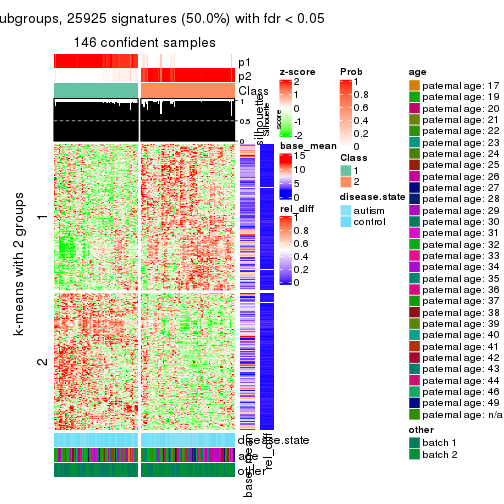 ubgroups, 25925 signatures (50.0%) with fdr < 0.05
146 confident samples
p1
p2
Class
1
0.5
0
silhouette
Silhouette
score
k-means with 2 groups
1
2
disease.state
age
other
base_mean
rel_diff
z-score
2
1
0
-1
-2
base_mean
15
10
5
0
rel_diff
1
0.8
0.6
0.4
0.2
0
Prob
1
0.8
0.6
0.4
0.2
0
Class
1
2
disease.state
autism
control
age
paternal age: 17
paternal age: 19
paternal age: 20
paternal age: 21
paternal age: 22
paternal age: 23
paternal age: 24
paternal age: 25
paternal age: 26
paternal age: 27
paternal age: 28
paternal age: 29
paternal age: 30
paternal age: 31
paternal age: 32
paternal age: 33
paternal age: 34
paternal age: 35
paternal age: 36
paternal age: 37
paternal age: 38
paternal age: 39
paternal age: 40
paternal age: 41
paternal age: 42
paternal age: 43
paternal age: 44
paternal age: 46
paternal age: 49
paternal age: n/a
other
batch 1
batch 2